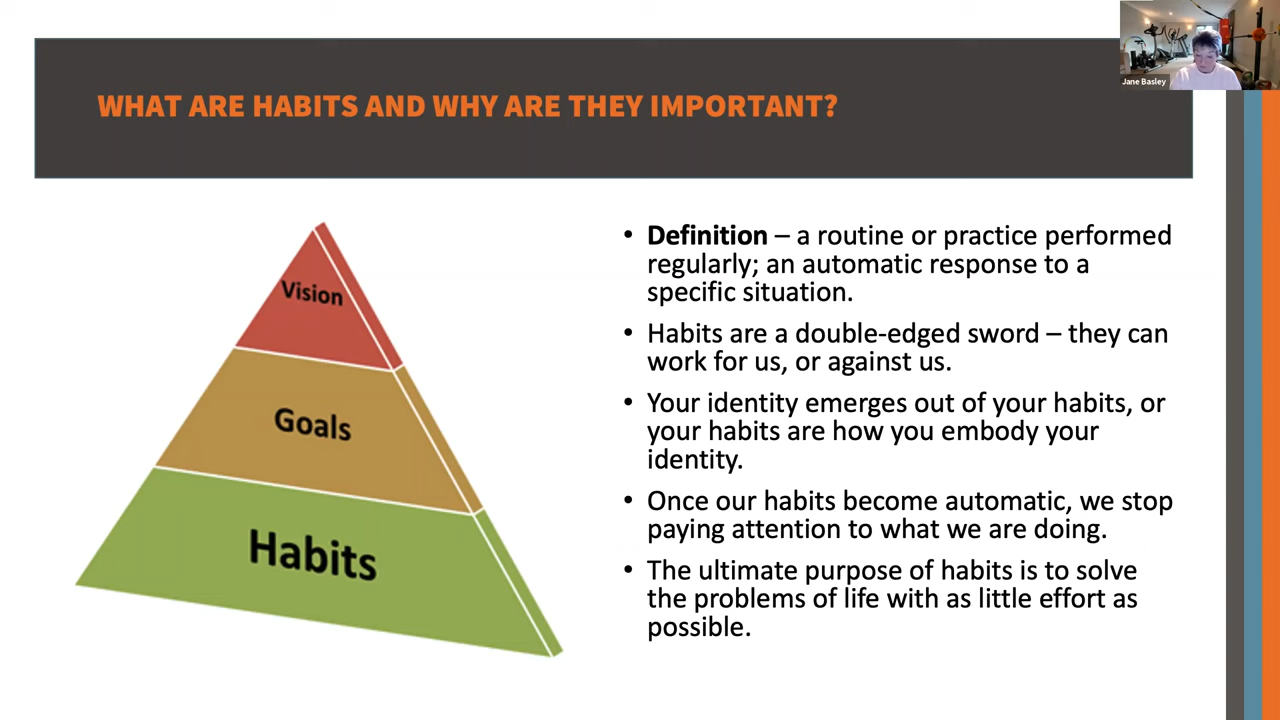 Jane Basley
WHAT ARE HABITS AND WHY ARE THEY IMPORTANT?
Vision
Goals
Habits
• Definition – a routine or practice performed
regularly; an automatic response to a
specific situation.
• Habits are a double-edged sword – they can
work for us, or against us.
• Your identity emerges out of your habits, or
your habits are how you embody your
identity.
• Once our habits become automatic, we stop
paying attention to what we are doing.
• The ultimate purpose of habits is to solve
the problems of life with as little effort as
possible.